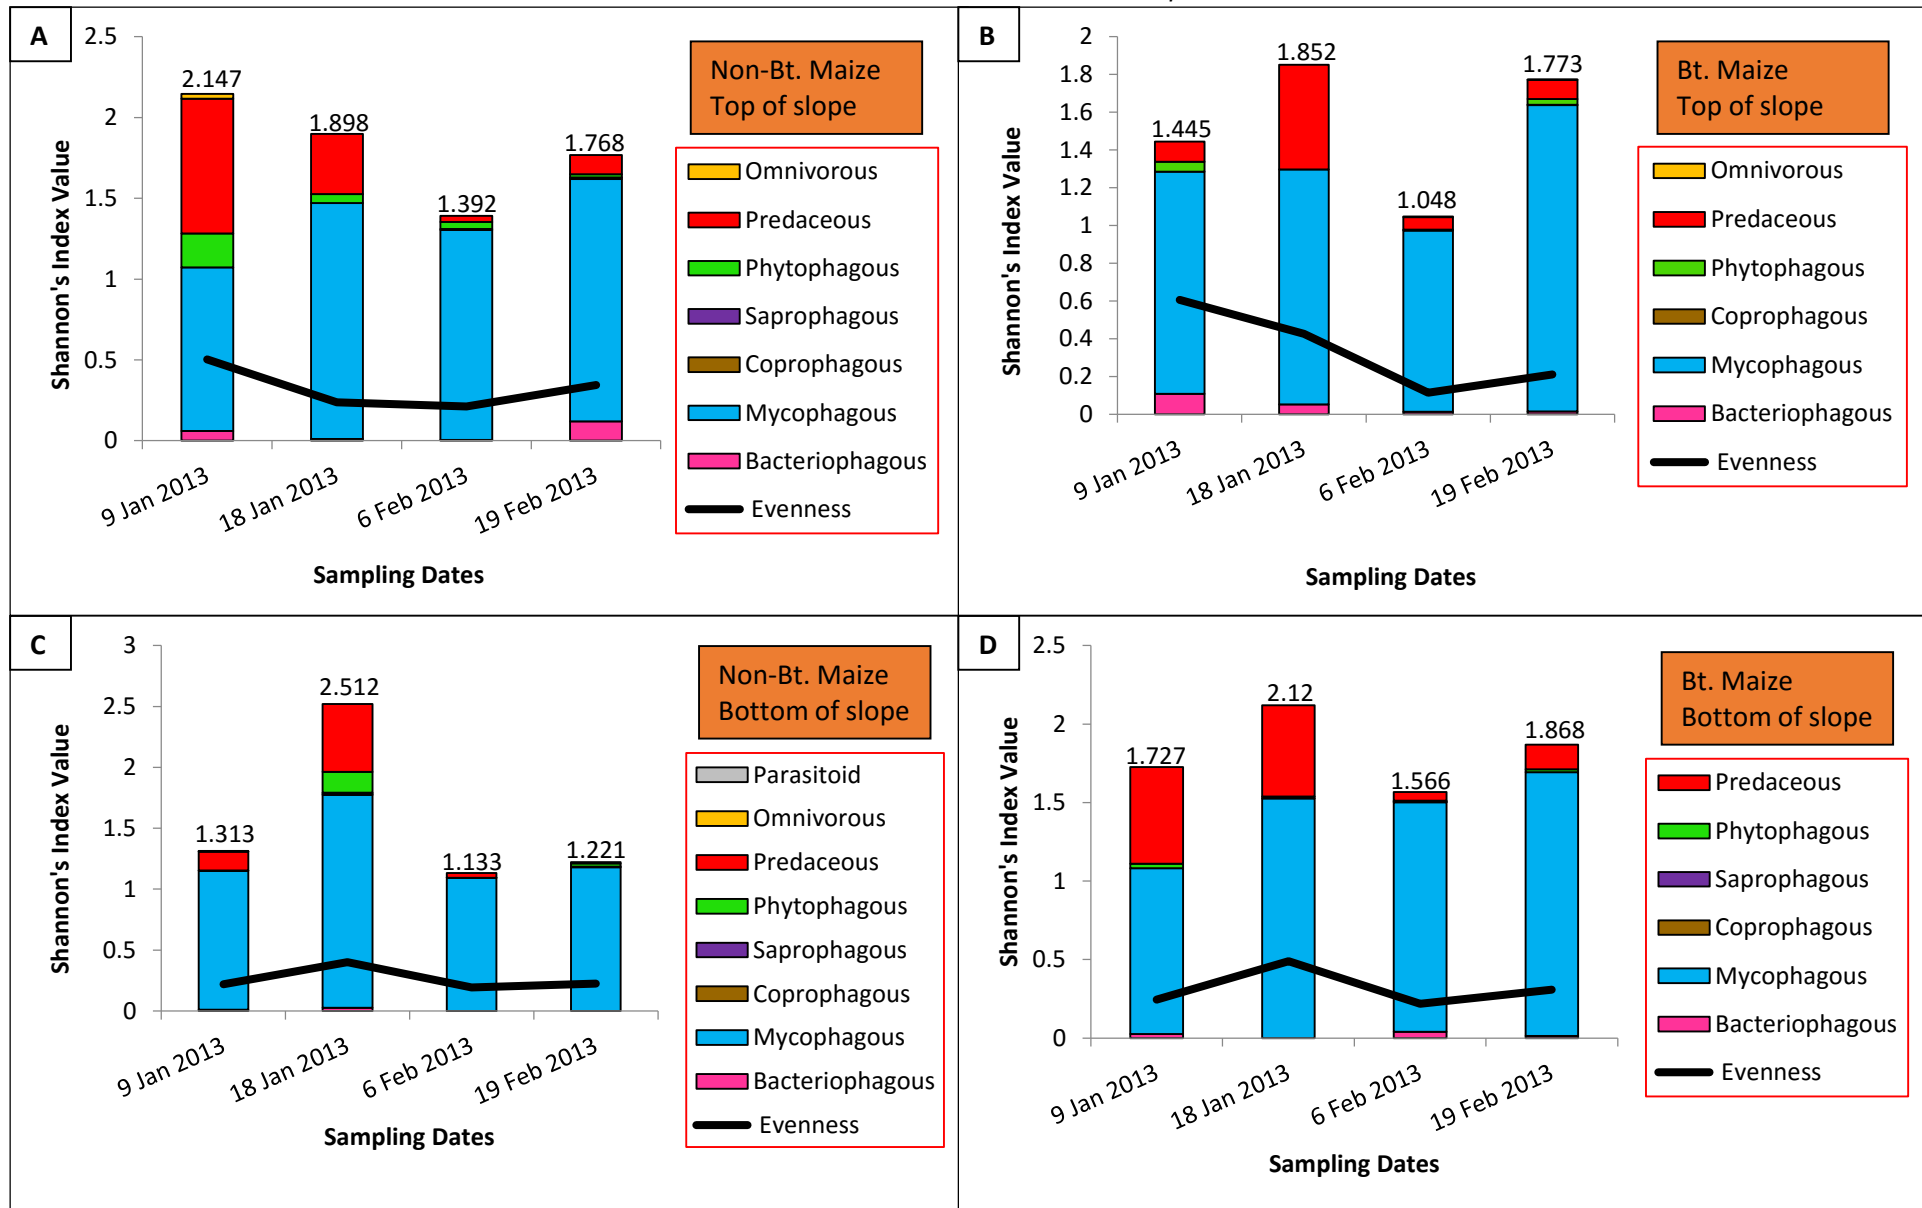 A
2.5
2
1.5
1
0.5
0
Shannon's Index Value
2.147
1.898
1.392
1.768
9 Jan 2013
18 Jan 2013
6 Feb 2013
19 Feb 2013
Sampling Dates
Non-Bt. Maize
Top of slope
Omnivorous
Predaceous
Phytophagous
Saprophagous
Coprophagous
Mycophagous
Bacteriophagous
Evenness
B
2
1.8
1.6
1.4
1.2
1
0.8
0.6
0.4
0.2
0
Shannon's Index Value
1.445
1.852
1.048
1.773
9 Jan 2013
18 Jan 2013
6 Feb 2013
19 Feb 2013
Sampling Dates
Bt. Maize
Top of slope
Omnivorous
Predaceous
Phytophagous
Coprophagous
Mycophagous
Bacteriophagous
Evenness
C
3
2.5
2
1.5
1
0.5
0
Shannon's Index Value
1.313
2.512
1.133
1.221
9 Jan 2013
18 Jan 2013
6 Feb 2013
19 Feb 2013
Sampling Dates
Non-Bt. Maize
Bottom of slope
Parasitoid
Omnivorous
Predaceous
Phytophagous
Saprophagous
Coprophagous
Mycophagous
Bacteriophagous
Evenness
D
2.5
2
1.5
1
0.5
0
Shannon's Index Value
1.727
2.12
1.566
1.868
9 Jan 2013
18 Jan 2013
6 Feb 2013
19 Feb 2013
Sampling Dates
Bt. Maize
Bottom of slope
Predaceous
Phytophagous
Saprophagous
Coprophagous
Mycophagous
Bacteriophagous
Evenness